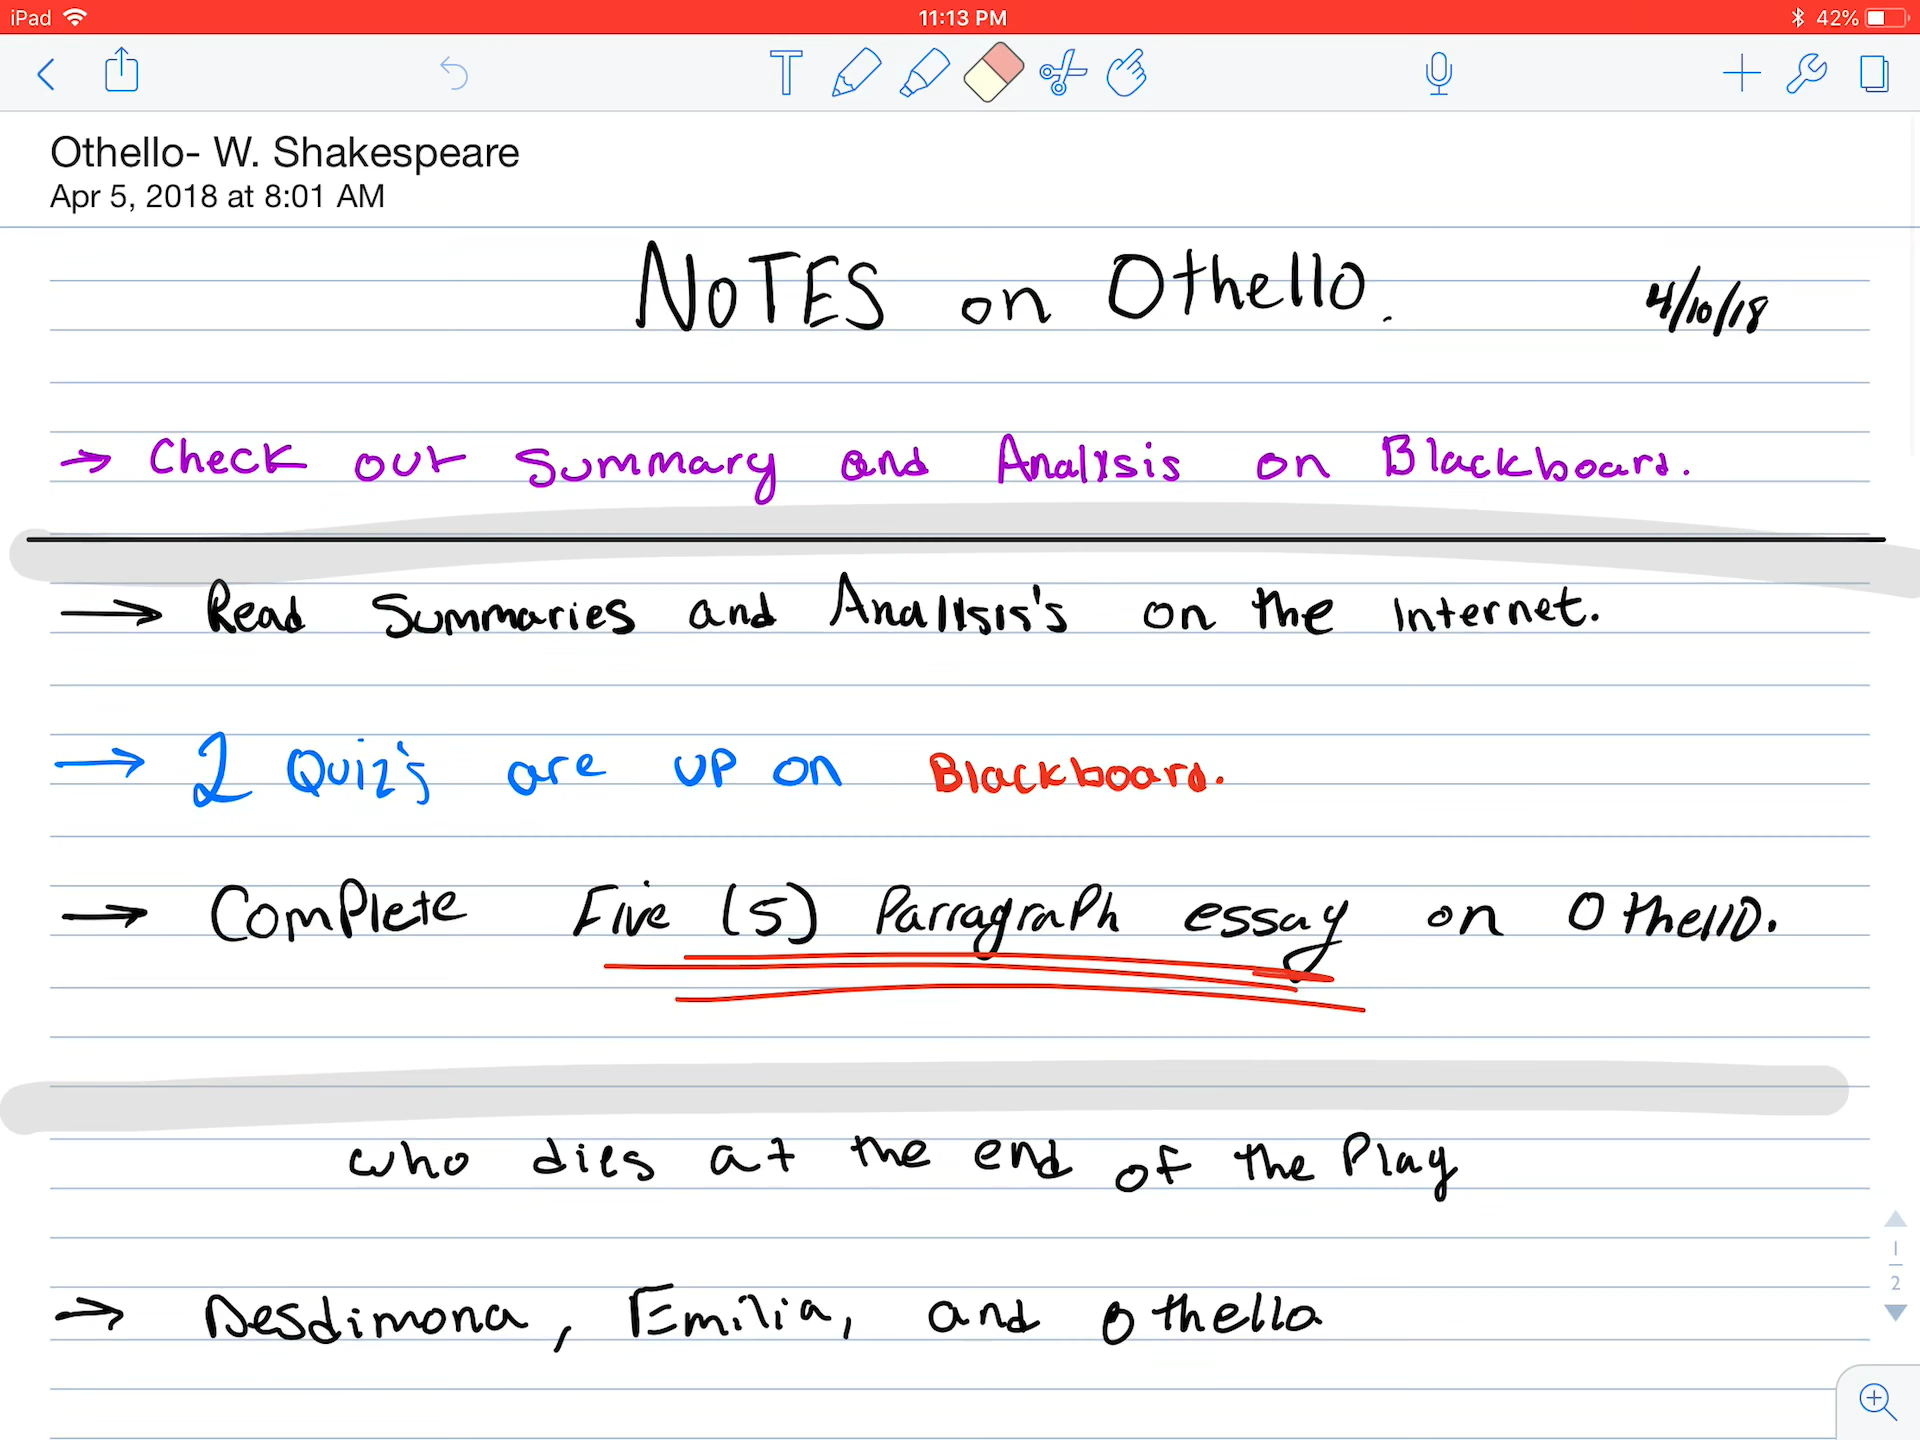 iPad 11:13 PM 42%
Othello- W. Shakespeare
Apr 5, 2018 at 8:01 AM
NOTES on Othello. 4/10/18
→ Check out Summary and Analysis on Blackboard.
→ Read Summaries and Analysis's on the Internet.
→ 2 Quiz's are up on Blackboard.
→ Complete Five (5) Parragraph essay on Othello.
who dies at the end of the Play
→ Desdimona, Emilia, and Othello
1
2